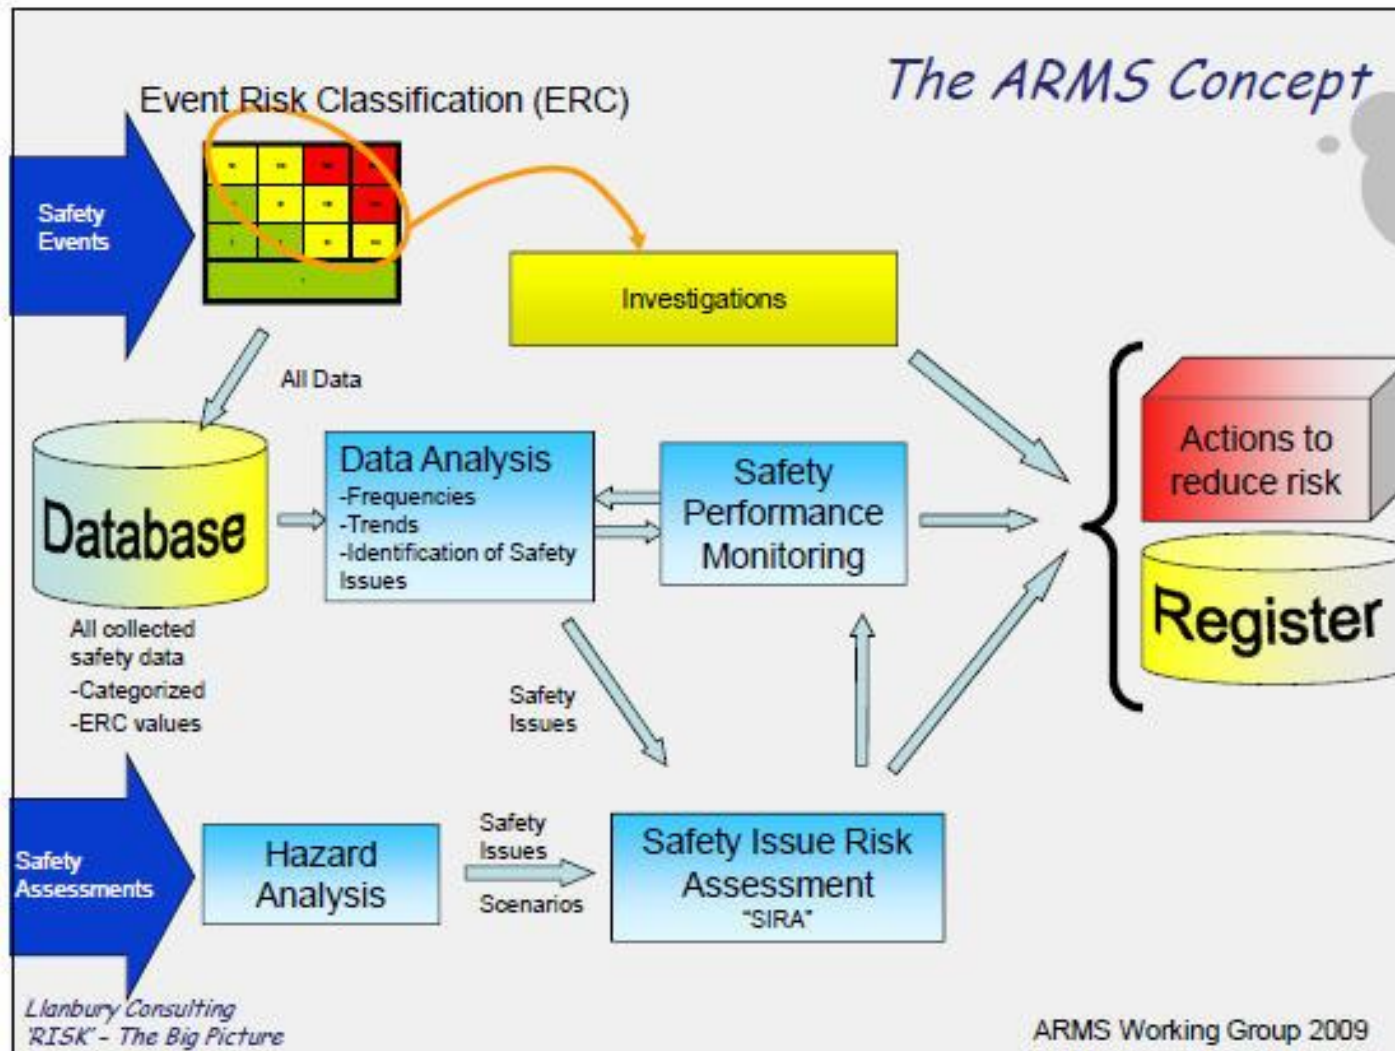 The ARMS Concept
Event Risk Classification (ERC)
Safety
Events
Investigations
All Data
Database
Data Analysis
-Frequencies
-Trends
-Identification of Safety
Issues
Safety
Performance
Monitoring
Actions to
reduce risk
Register
All collected
safety data
-Categorized
-ERC values
Safety
Issues
Safety
Assessments
Hazard
Analysis
Safety
Issues
Scenarios
Safety Issue Risk
Assessment
"SIRA"
Llanbury Consulting
'RISK' - The Big Picture
ARMS Working Group 2009